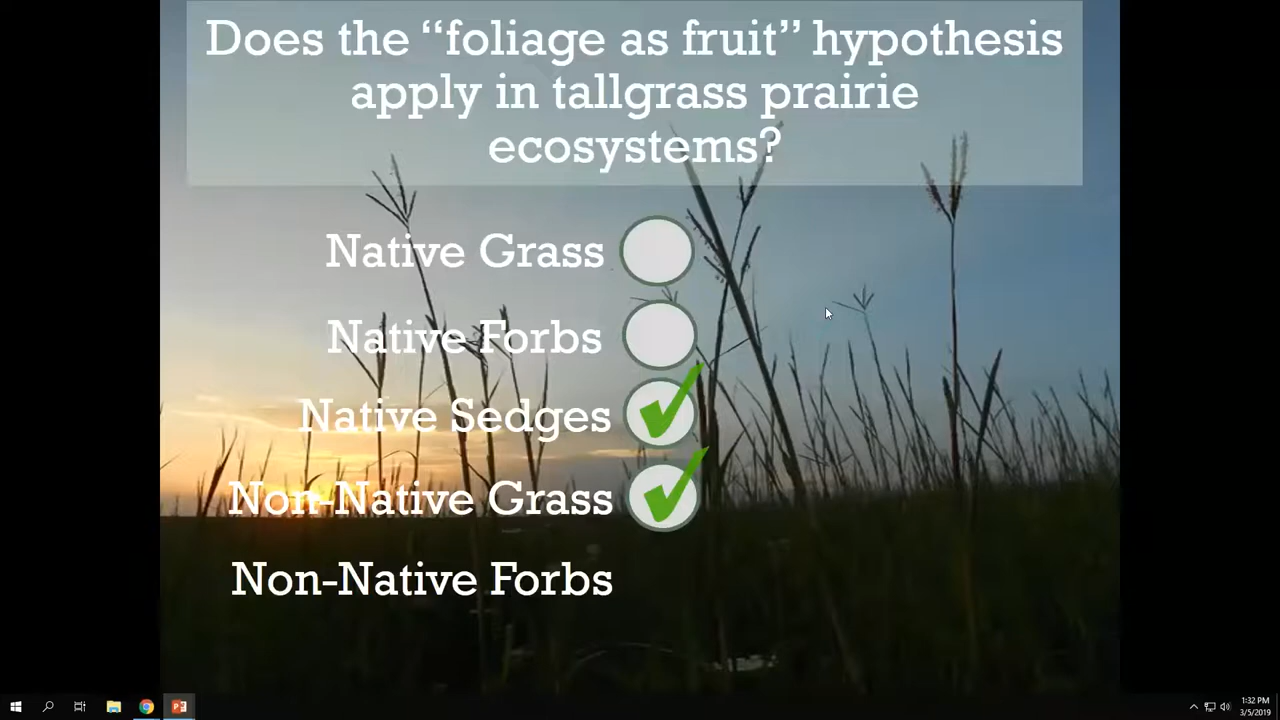 Does the “foliage as fruit” hypothesis
apply in tallgrass prairie
ecosystems?
Native Grass
Native Forbs
Native Sedges
Non-Native Grass
Non-Native Forbs
1:32 PM
3/5/2019